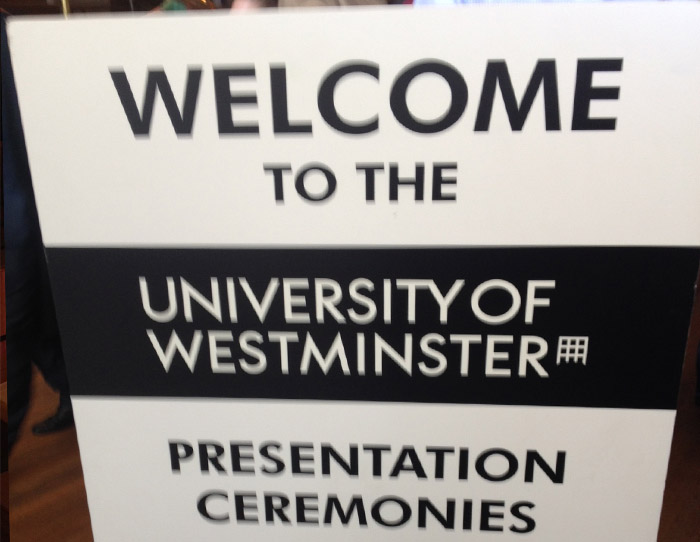 WELCOME
TO THE
UNIVERSITY OF
WESTMINSTER
PRESENTATION
CEREMONIES